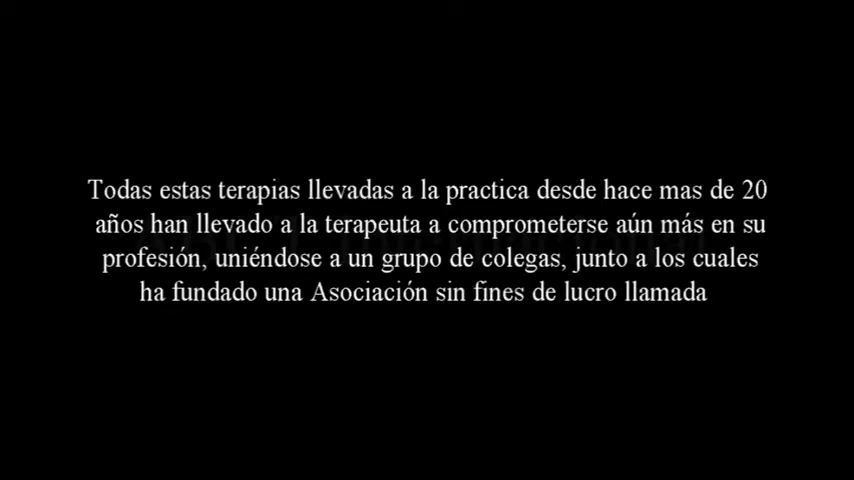 Todas estas terapias llevadas a la practica desde hace mas de 20
años han llevado a la terapeuta a comprometerse aún más en su
profesión, uniéndose a un grupo de colegas, junto a los cuales
ha fundado una Asociación sin fines de lucro llamada